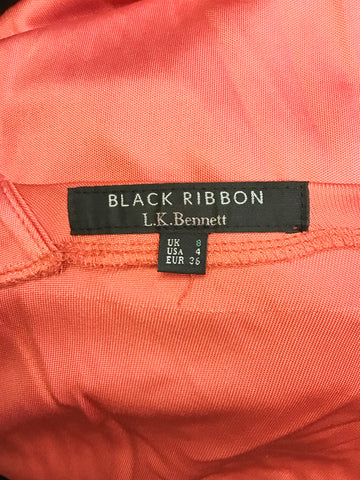 BLACK RIBBON
L.K.Bennett
UK 8
USA 4
EUR 36